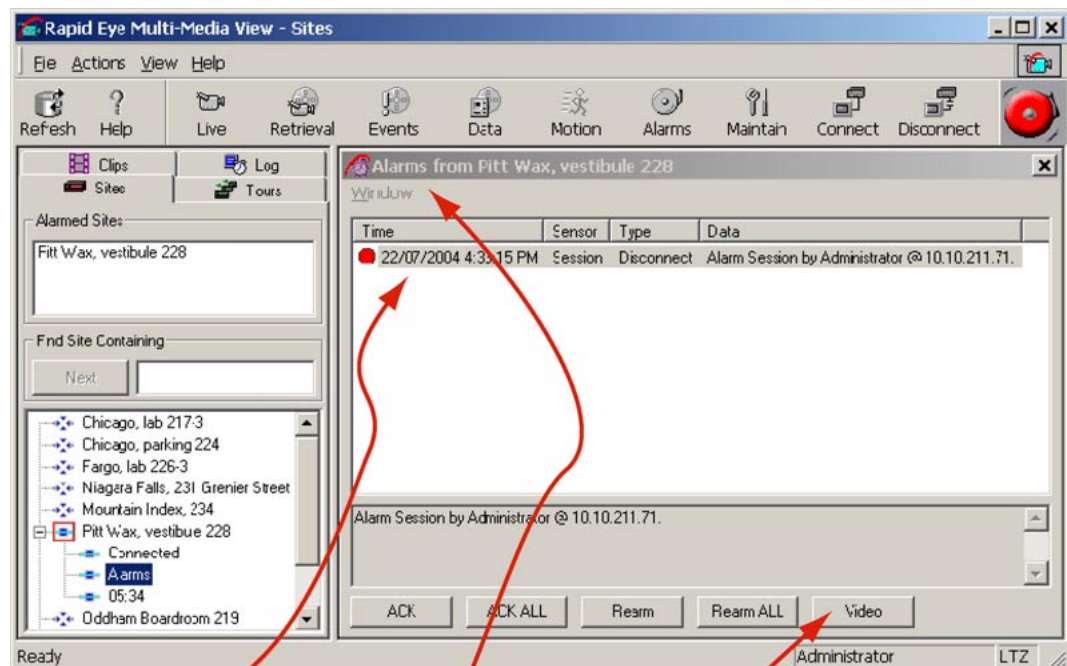 Rapid Eye Multi-Media View - Sites
File Actions View Help
Refresh Help Live Retrieval Events Data Motion Alarms Maintain Connect Disconnect
Clips Log
Sites Tours
Alarmed Sites
Pitt Wax, vestibule 228
Find Site Containing
Next
Chicago, lab 217-3
Chicago, parking 224
Fargo, lab 226-3
Niagara Falls, 231 Grenier Street
Mountain Index, 234
Pitt Wax, vestibule 228
Connected
Alarms
05:34
Oddham Boardroom 219
Alarms from Pitt Wax, vestibule 228
Window
Time Sensor Type Data
22/07/2004 PM Session Disconnect Alarm Session by Administrator @ 10.10.211.71.
Alarm Session by Administrator @ 10.10.211.71.
ACK ACK ALL Rearm Rearm ALL Video
Ready Administrator LTZ